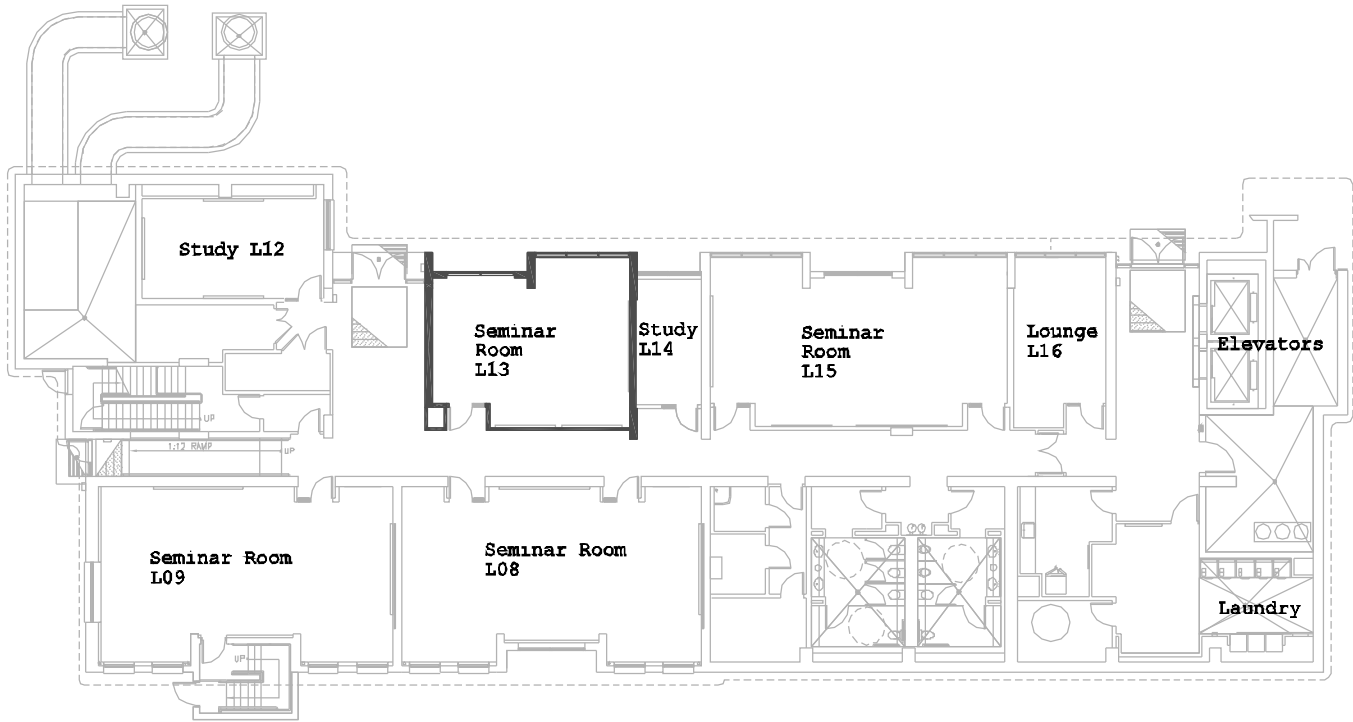 Study L12
Seminar
Room
L13
Study
L14
Seminar
Room
L15
Lounge
L16
Elevators
UP
1:12 RAMP
UP
Seminar Room
L09
Seminar Room
L08
Laundry
UP